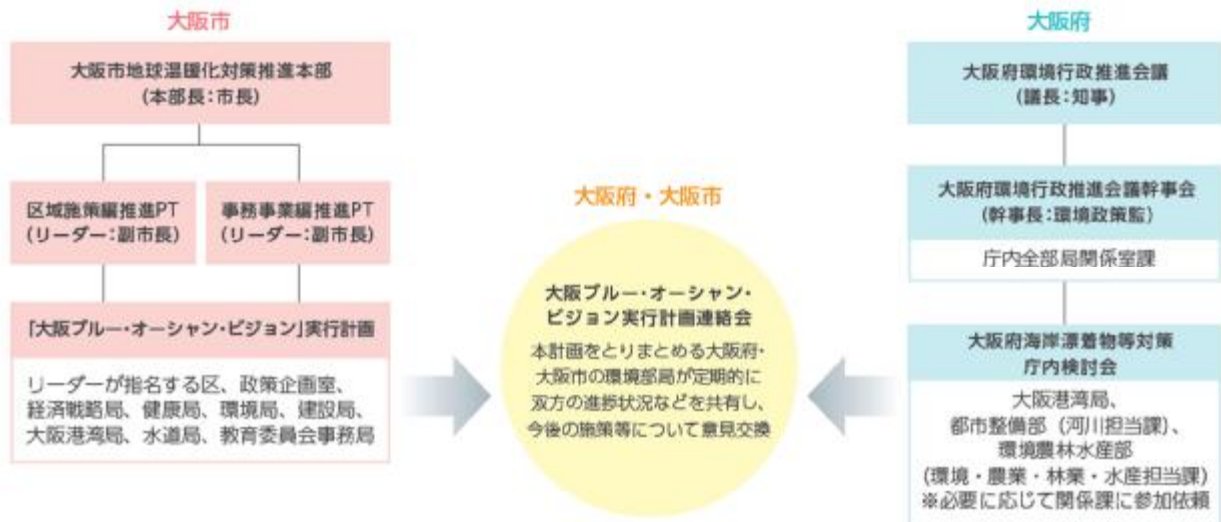 大阪市
大阪市地球温暖化対策推進本部
(本部長:市長)
区域施策編推進PT
(リーダー:副市長)
事務事業編推進PT
(リーダー:副市長)
「大阪ブルー・オーシャン・ビジョン」実行計画
リーダーが指名する区、政策企画室、
経済戦略局、健康局、環境局、建設局、
大阪港湾局、水道局、教育委員会事務局
大阪府・大阪市
大阪ブルー・オーシャン・
ビジョン実行計画連絡会
本計画をとりまとめる大阪府・
大阪市の環境部局が定期的に
双方の進捗状況などを共有し、
今後の施策等について意見交換
大阪府
大阪府環境行政推進会議
(議長:知事)
大阪府環境行政推進会議幹事会
(幹事長:環境政策監)
庁内全部局関係室課
大阪府海岸漂着物等対策
庁内検討会
大阪港湾局、
都市整備部(河川担当課)、
環境農林水産部
(環境・農業・林業・水産担当課)
※必要に応じて関係課に参加依頼